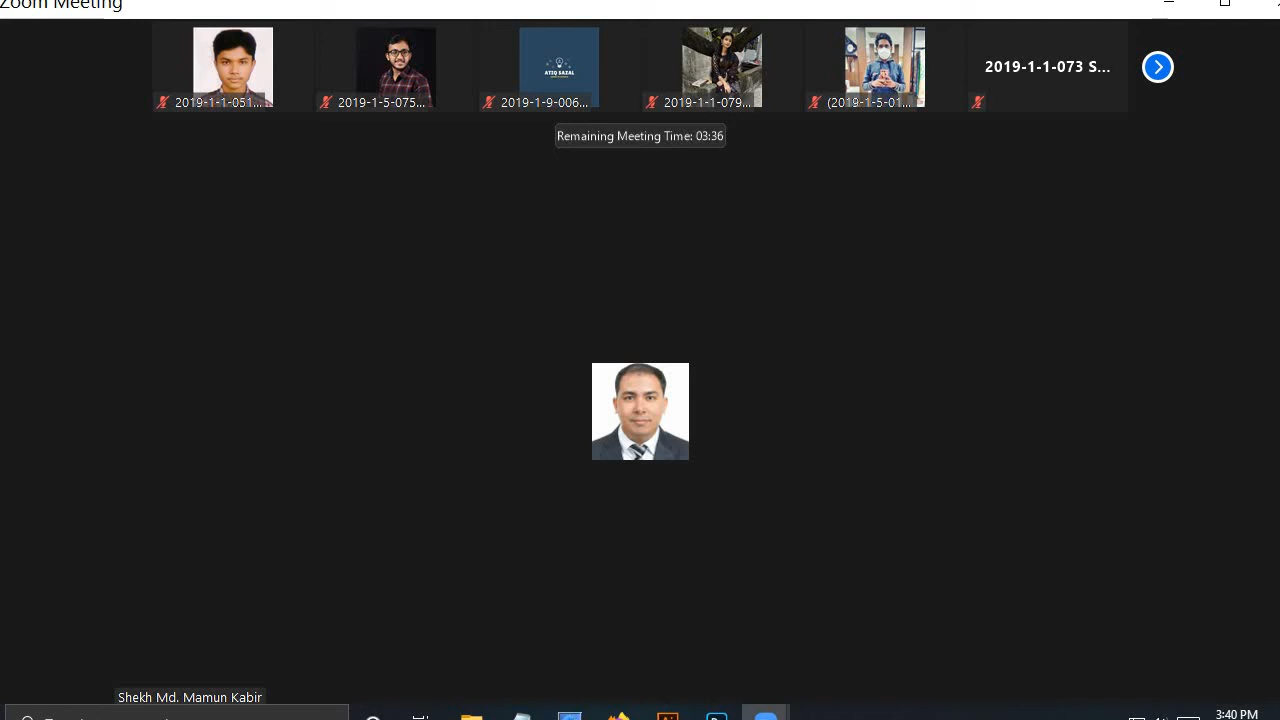 Zoom Meeting
2019-1-1-051...
2019-1-5-075...
ATIQ SAZAL
2019-1-9-006...
2019-1-1-079...
(2019-1-5-01...
2019-1-1-073 S...
Remaining Meeting Time: 03:36
Shekh Md. Mamun Kabir
3:40 PM